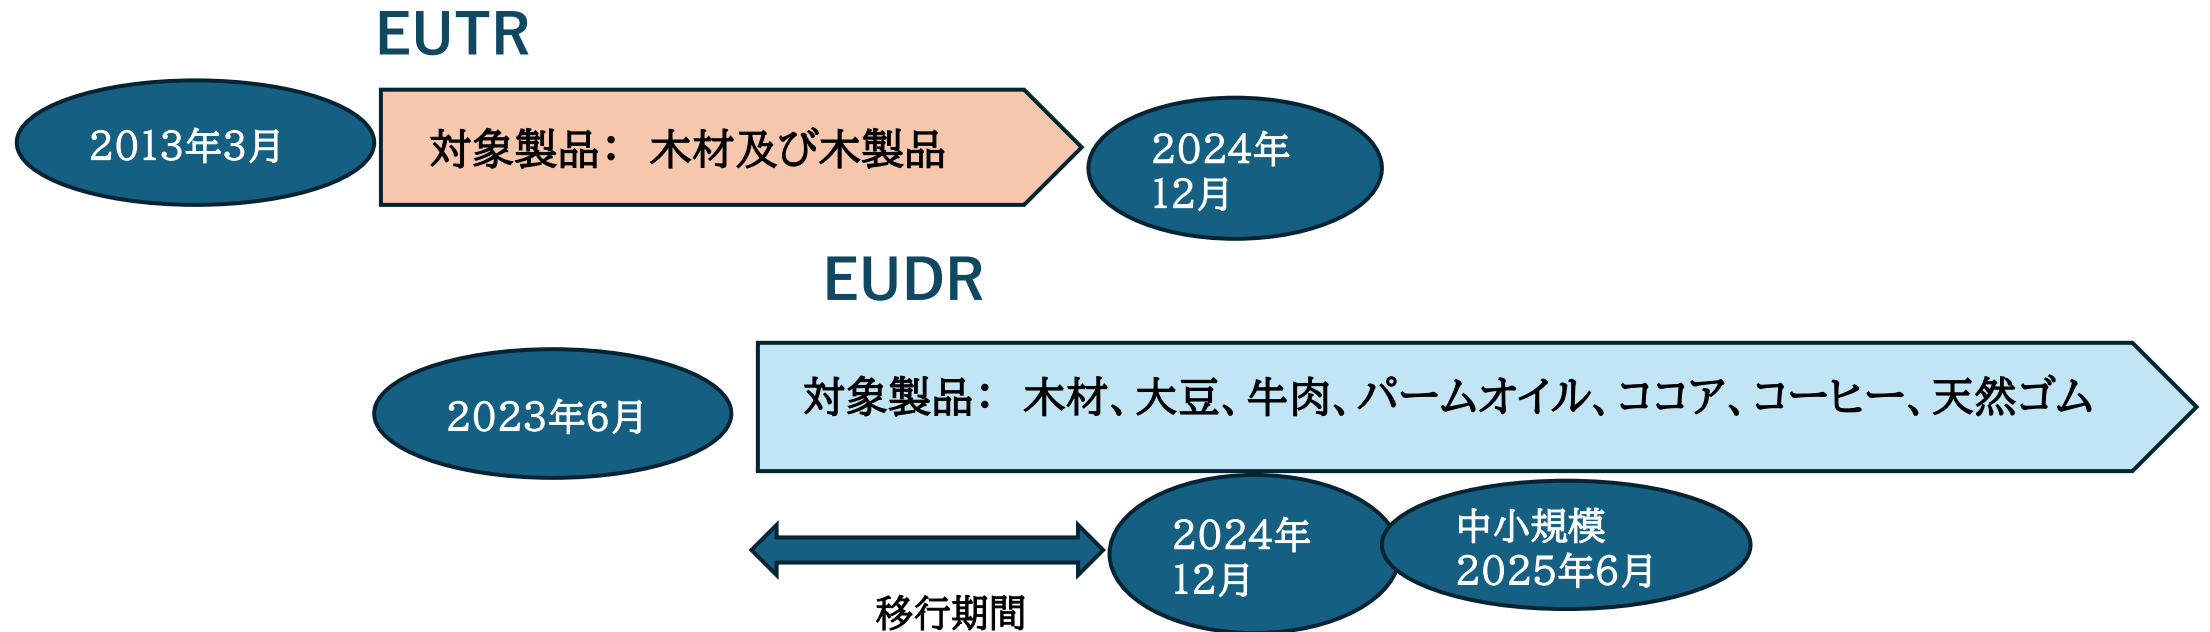 EUTR
2013年3月
対象製品: 木材及び木製品
2024年
12月
EUDR
2023年6月
対象製品: 木材、大豆、牛肉、パームオイル、ココア、コーヒー、天然ゴム
2024年
12月
中小規模
2025年6月
移行期間